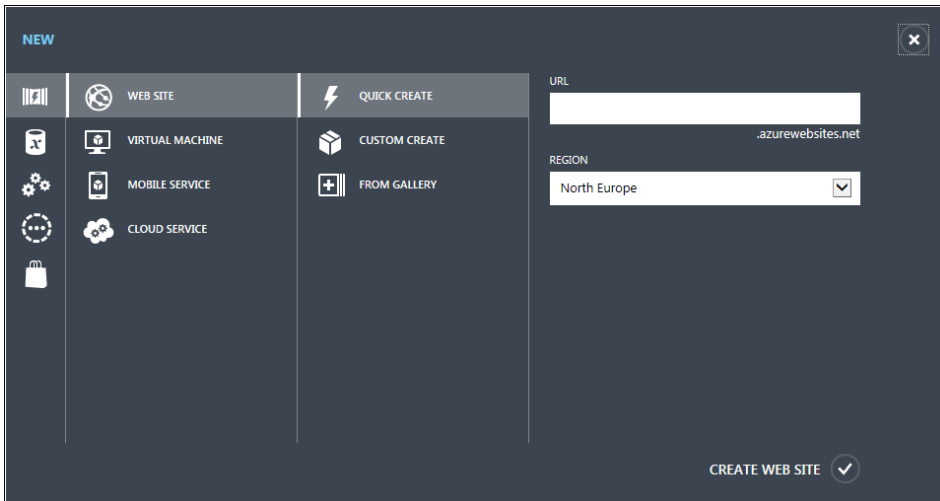 NEW
WEB SITE
VIRTUAL MACHINE
MOBILE SERVICE
CLOUD SERVICE
QUICK CREATE
CUSTOM CREATE
FROM GALLERY
URL
.azurewebsites.net
REGION
North Europe
CREATE WEB SITE